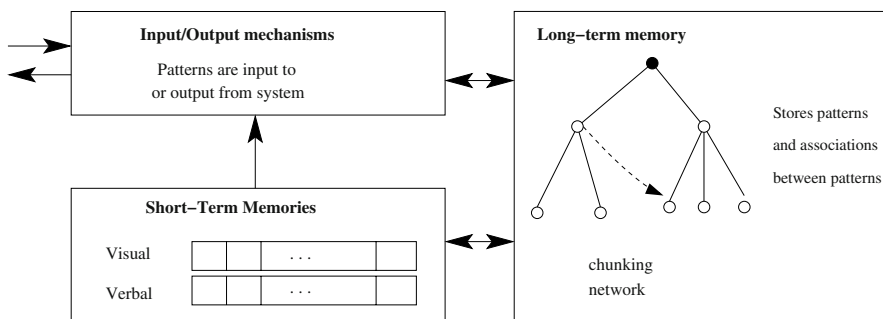 Input/Output mechanisms
Patterns are input to
or output from system
Short−Term Memories
Visual
. . .
Verbal
. . .
Long−term memory
Stores patterns
and associations
between patterns
chunking
network